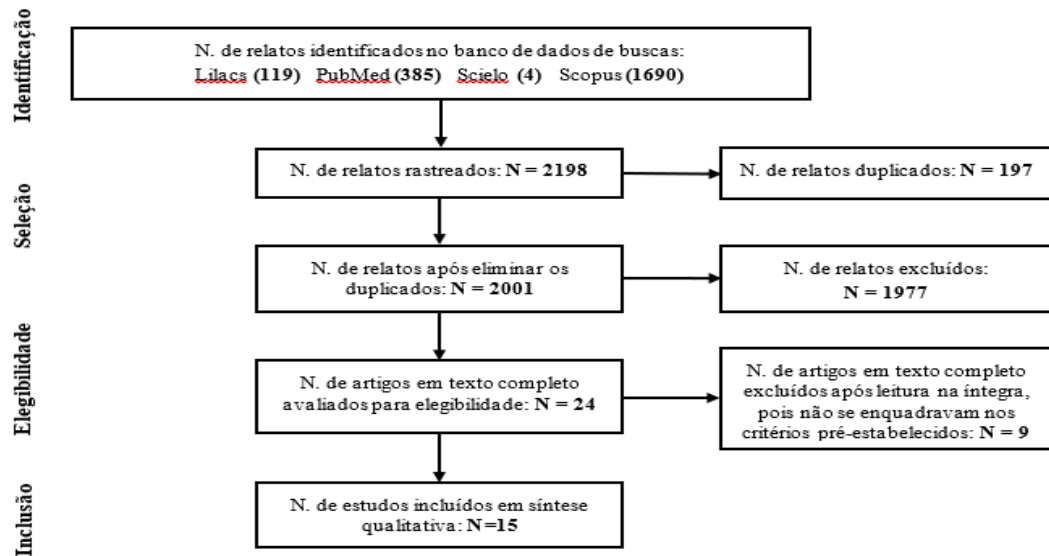 Identificação
N. de relatos identificados no banco de dados de buscas:
Lilacs (119) PubMed (385) Scielo (4) Scopus (1690)
Seleção
N. de relatos rastreados: N = 2198
N. de relatos duplicados: N = 197
N. de relatos após eliminar os
duplicados: N = 2001
N. de relatos excluídos:
N = 1977
Elegibilidade
N. de artigos em texto completo
avaliados para elegibilidade: N = 24
N. de artigos em texto completo
excluídos após leitura na íntegra,
pois não se enquadravam nos
critérios pré-estabelecidos: N = 9
Inclusão
N. de estudos incluídos em síntese
qualitativa: N=15